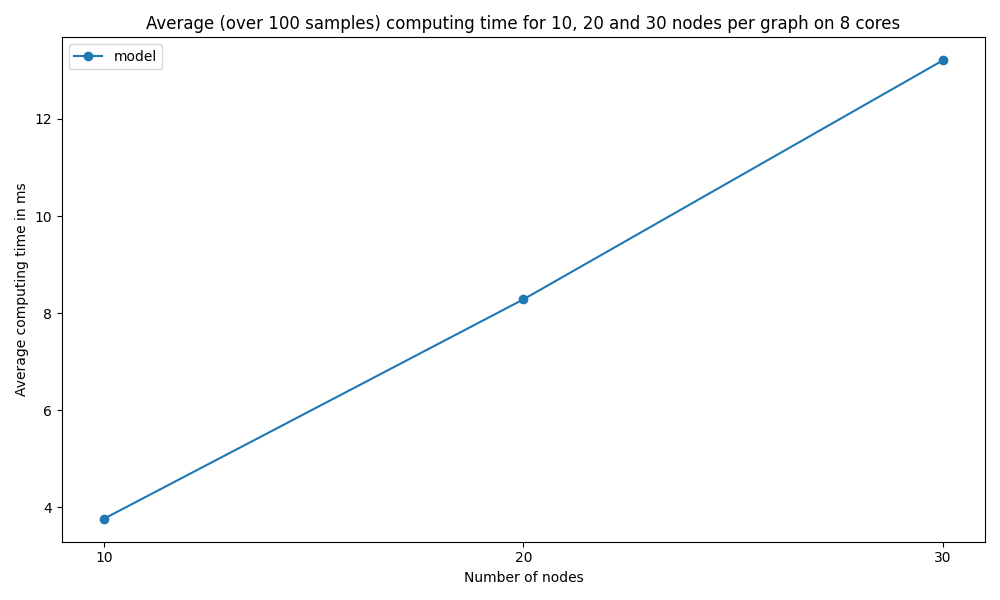 Average (over 100 samples) computing time for 10, 20 and 30 nodes per graph on 8 cores
model
Average computing time in ms
12
10
8
6
4
10 20 30
Number of nodes